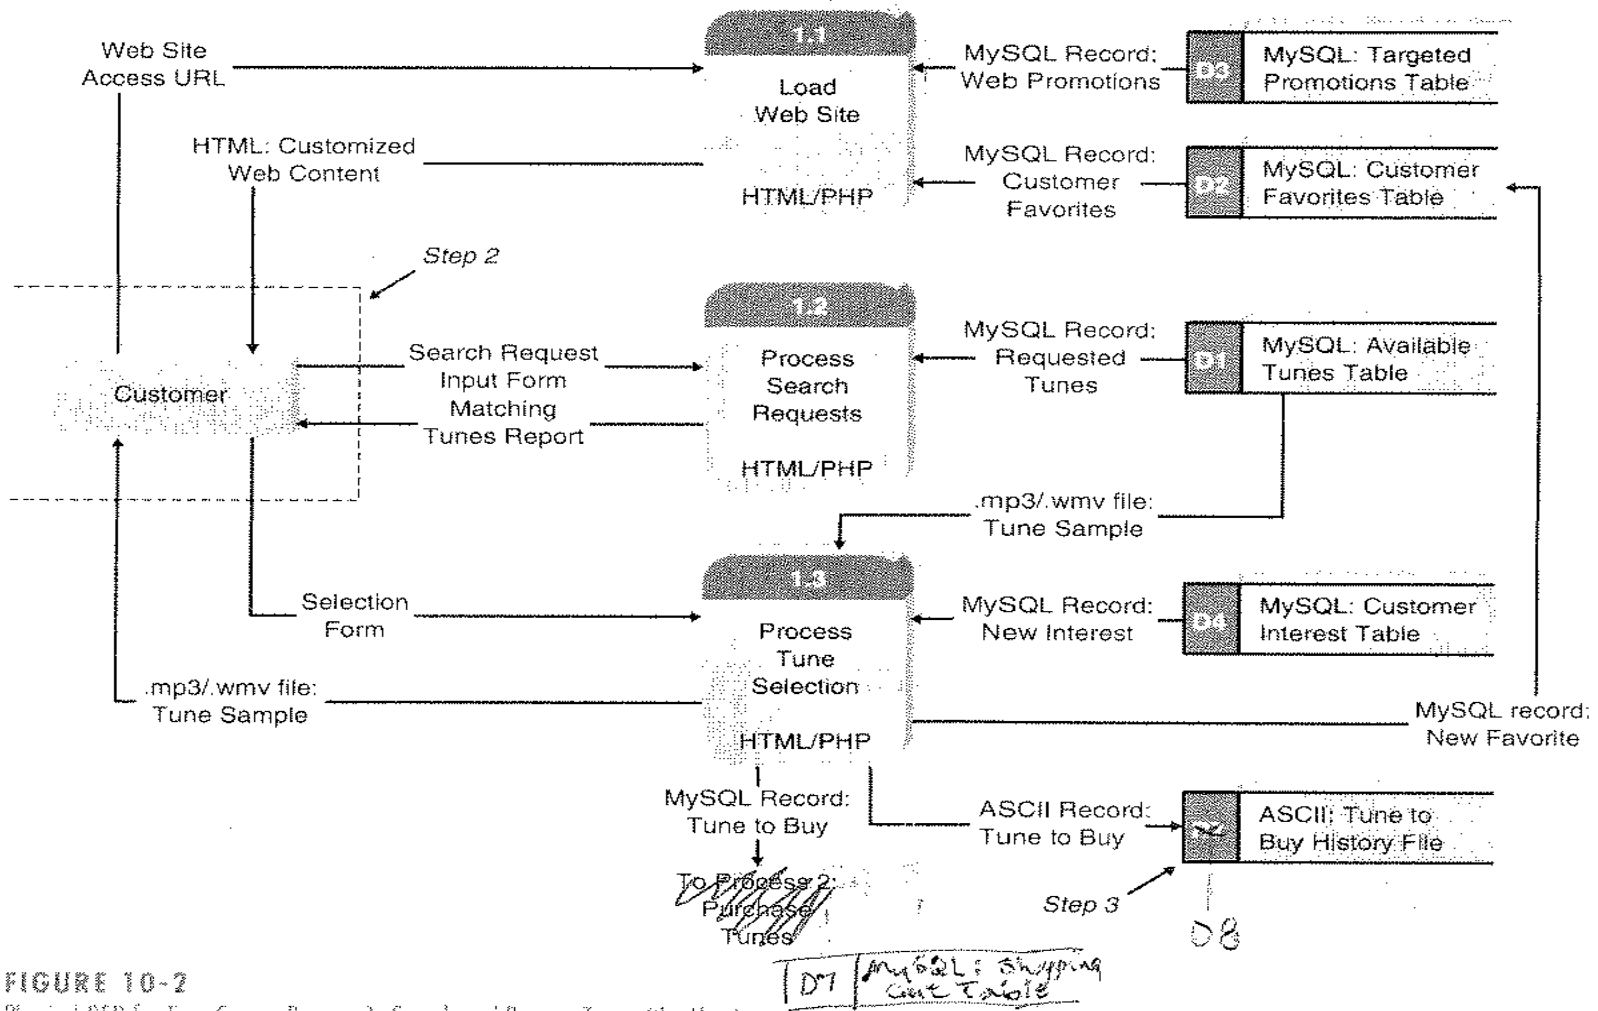 Web Site
Access URL
1.1
Load
Web Site
HTML/PHP
MySQL Record:
Web Promotions
D3
MySQL: Targeted
Promotions Table
HTML: Customized
Web Content
MySQL Record:
Customer
Favorites
D2
MySQL: Customer
Favorites Table
Step 2
Customer
Search Request
Input Form
Matching
Tunes Report
1.2
Process
Search
Requests
HTML/PHP
MySQL Record:
Requested
Tunes
D1
MySQL: Available
Tunes Table
.mp3/.wmv file:
Tune Sample
Selection
Form
1.3
Process
Tune
Selection
HTML/PHP
MySQL Record:
New Interest
D4
MySQL: Customer
Interest Table
.mp3/.wmv file:
Tune Sample
MySQL record:
New Favorite
MySQL Record:
Tune to Buy
ASCII Record:
Tune to Buy
ASCII: Tune to
Buy History File
To Process 2:
Purchase
Tunes
Step 3
D8
D7
MySQL: Shopping
Cart Table
FIGURE 10-2